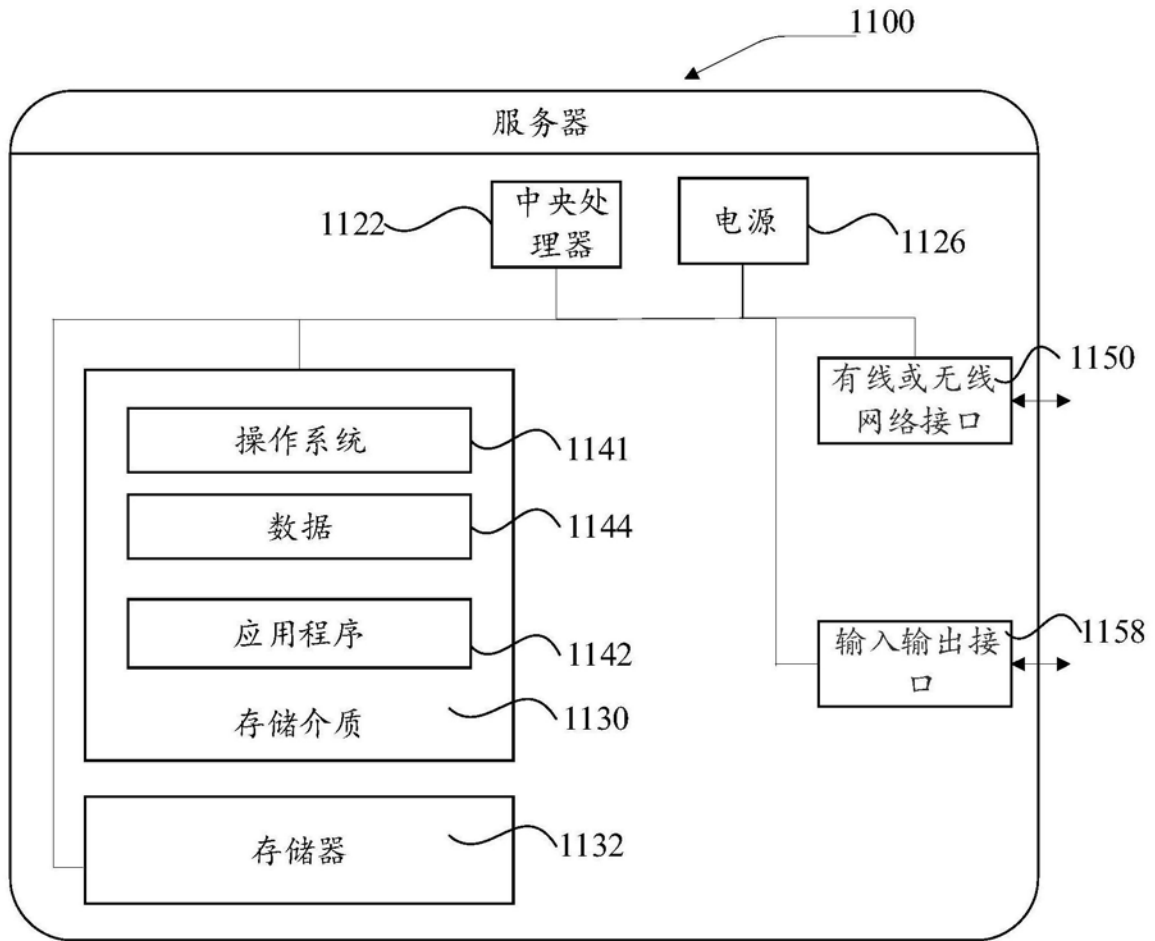 1100
服务器
1122
中央处
理器
电源
1126
有线或无线
网络接口
1150
操作系统
1141
数据
1144
应用程序
1142
存储介质
1130
输入输出接
口
1158
存储器
1132